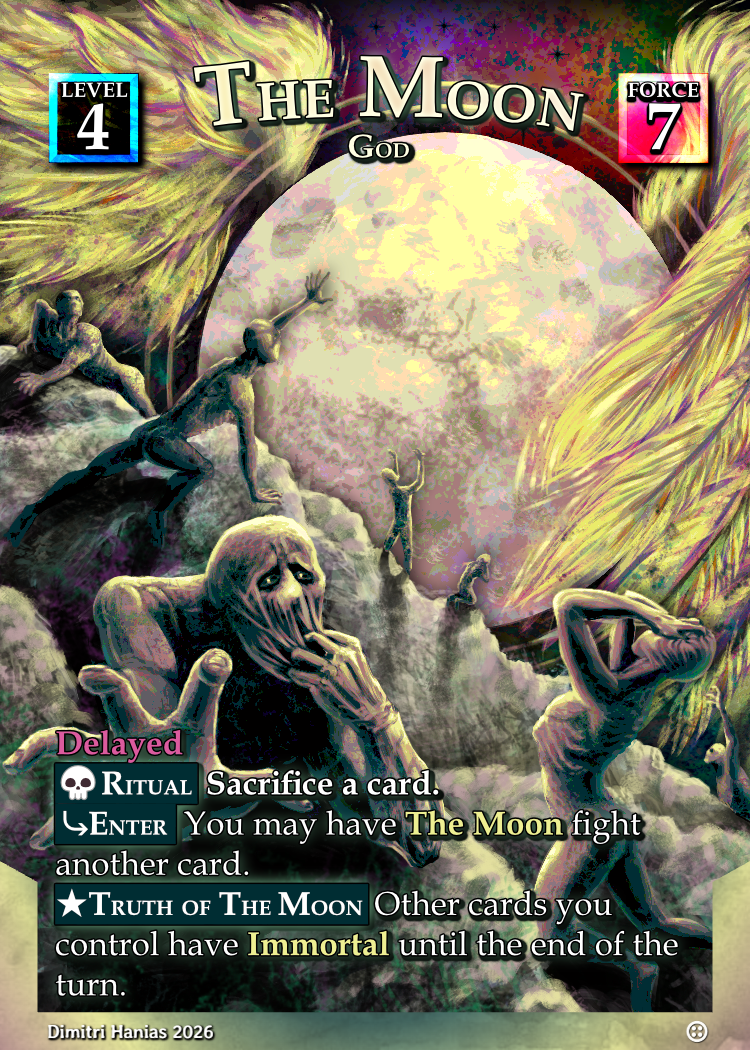 LEVEL
4
THE MOON
GOD
FORCE
7
Delayed
RITUAL Sacrifice a card.
ENTER You may have The Moon fight
another card.
★TRUTH OF THE MOON Other cards you
control have Immortal until the end of the
turn.
Dimitri Hanias 2026